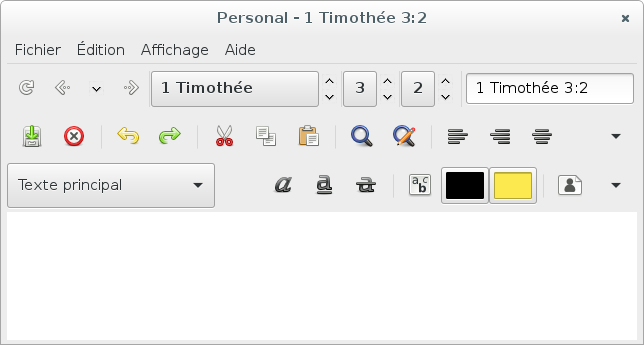 Personal - 1 Timothée 3:2
Fichier Édition Affichage Aide
1 Timothée 3 2 1 Timothée 3:2
Texte principal a a a a b c